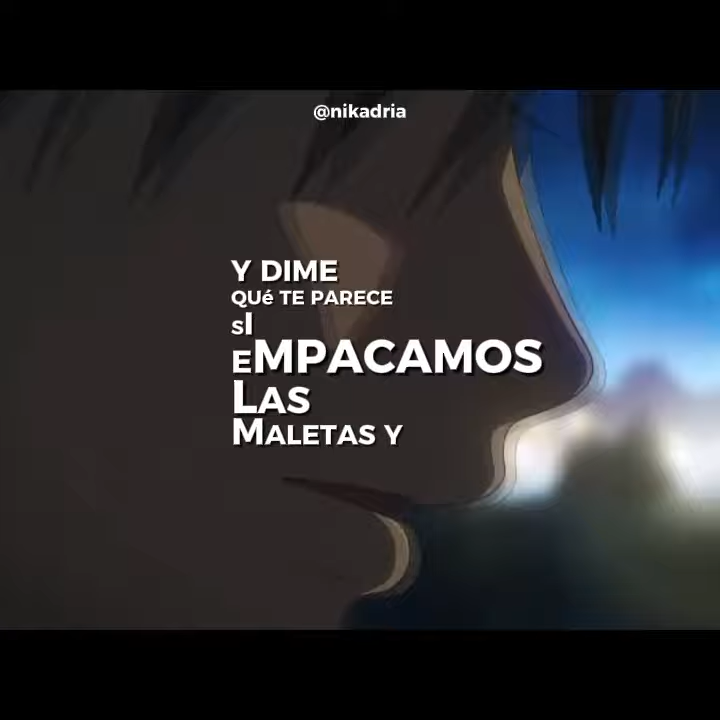 @nikadria
Y DIME
QUé TE PARECE
sI
EMPACAMOS
LAS
MALETAS Y